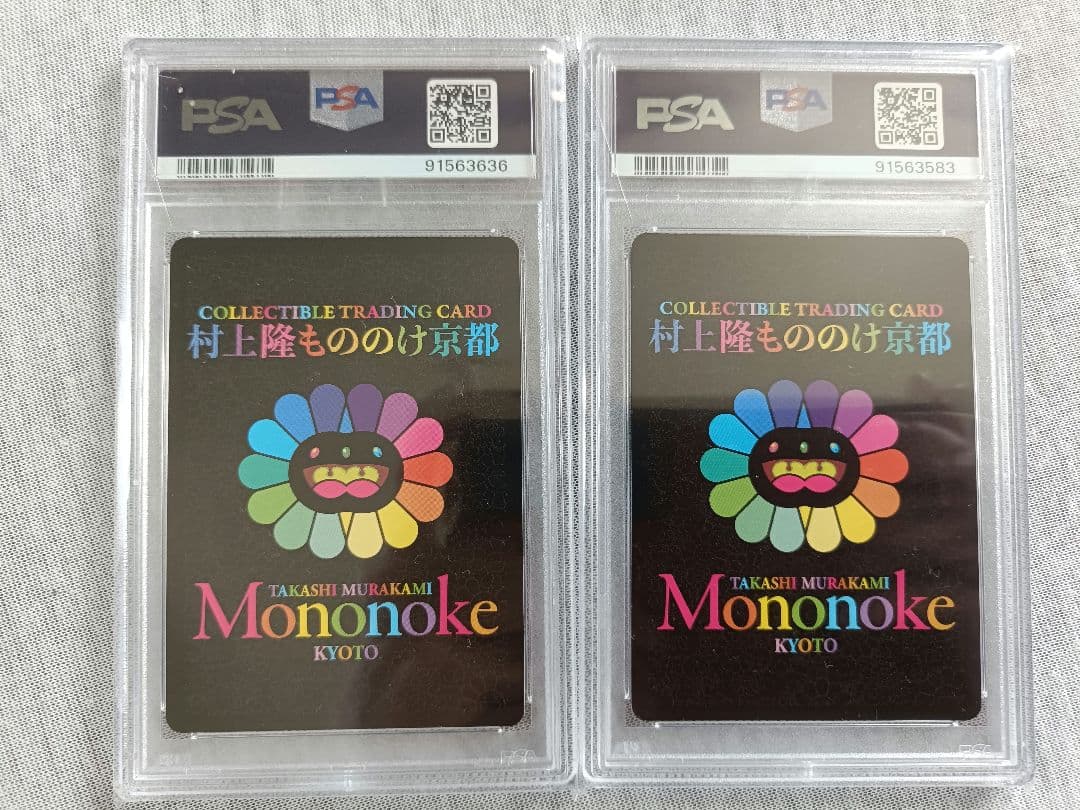 PSA
PSA
91563636
COLLECTIBLE TRADING CARD
村上隆もののけ京都
TAKASHI MURAKAMI
Mononoke
KYOTO
PSA
PSA
PSA
91563583
COLLECTIBLE TRADING CARD
村上隆もののけ京都
TAKASHI MURAKAMI
Mononoke
KYOTO
PSA